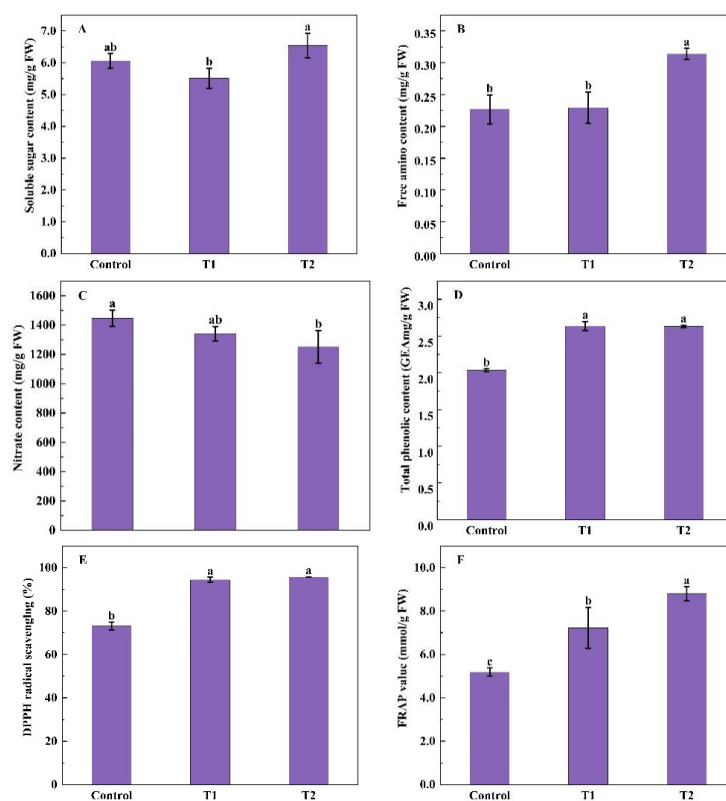 A
Soluble sugar content (mg/g FW)
7.0
6.0
5.0
4.0
3.0
2.0
1.0
0.0
ab
b
a
Control T1 T2
B
Free amino content (mg/g FW)
0.35
0.30
0.25
0.20
0.15
0.10
0.05
0.00
b
b
a
Control T1 T2
C
Nitrate content (mg/g FW)
1600
1400
1200
1000
800
600
400
200
0
a
ab
b
D
Total phenolic content (GEAmg/g FW)
3.0
2.5
2.0
1.5
1.0
0.5
0.0
b
a
a
Control T1 T2
E
DPPH radical scavenging (%)
100
80
60
40
20
0
b
a
a
Control T1 T2
F
FRAP value (mmol/g FW)
10.0
8.0
6.0
4.0
2.0
0.0
c
b
a
Control T1 T2